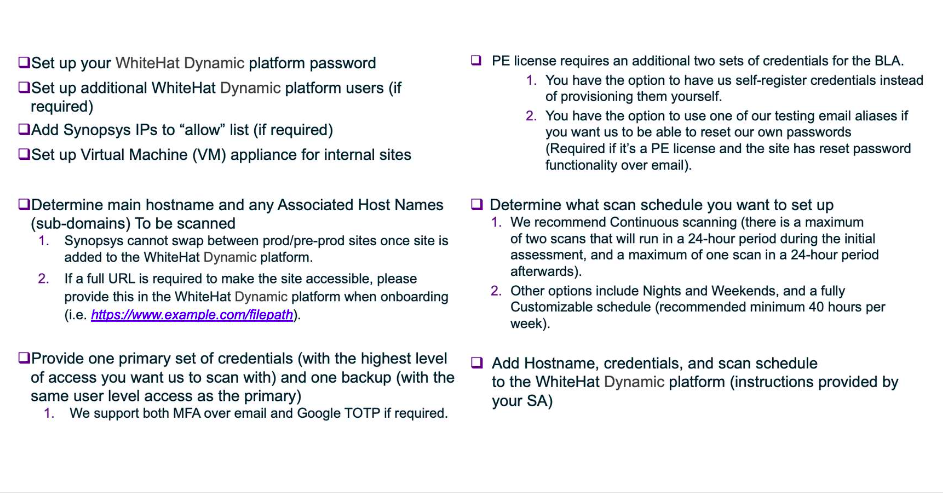 ❑Set up your WhiteHat Dynamic platform password
❑Set up additional WhiteHat Dynamic platform users (if
required)
❑Add Synopsys IPs to “allow” list (if required)
❑Set up Virtual Machine (VM) appliance for internal sites
❑Determine main hostname and any Associated Host Names
(sub-domains) To be scanned
1. Synopsys cannot swap between prod/pre-prod sites once site is
added to the WhiteHat Dynamic platform.
2. If a full URL is required to make the site accessible, please
provide this in the WhiteHat Dynamic platform when onboarding
(i.e. https://www.example.com/filepath).
❑Provide one primary set of credentials (with the highest level
of access you want us to scan with) and one backup (with the
same user level access as the primary)
1. We support both MFA over email and Google TOTP if required.
❑ PE license requires an additional two sets of credentials for the BLA.
1. You have the option to have us self-register credentials instead
of provisioning them yourself.
2. You have the option to use one of our testing email aliases if
you want us to be able to reset our own passwords
(Required if it’s a PE license and the site has reset password
functionality over email).
❑ Determine what scan schedule you want to set up
1. We recommend Continuous scanning (there is a maximum
of two scans that will run in a 24-hour period during the initial
assessment, and a maximum of one scan in a 24-hour period
afterwards).
2. Other options include Nights and Weekends, and a fully
Customizable schedule (recommended minimum 40 hours per
week).
❑ Add Hostname, credentials, and scan schedule
to the WhiteHat Dynamic platform (instructions provided by
your SA)